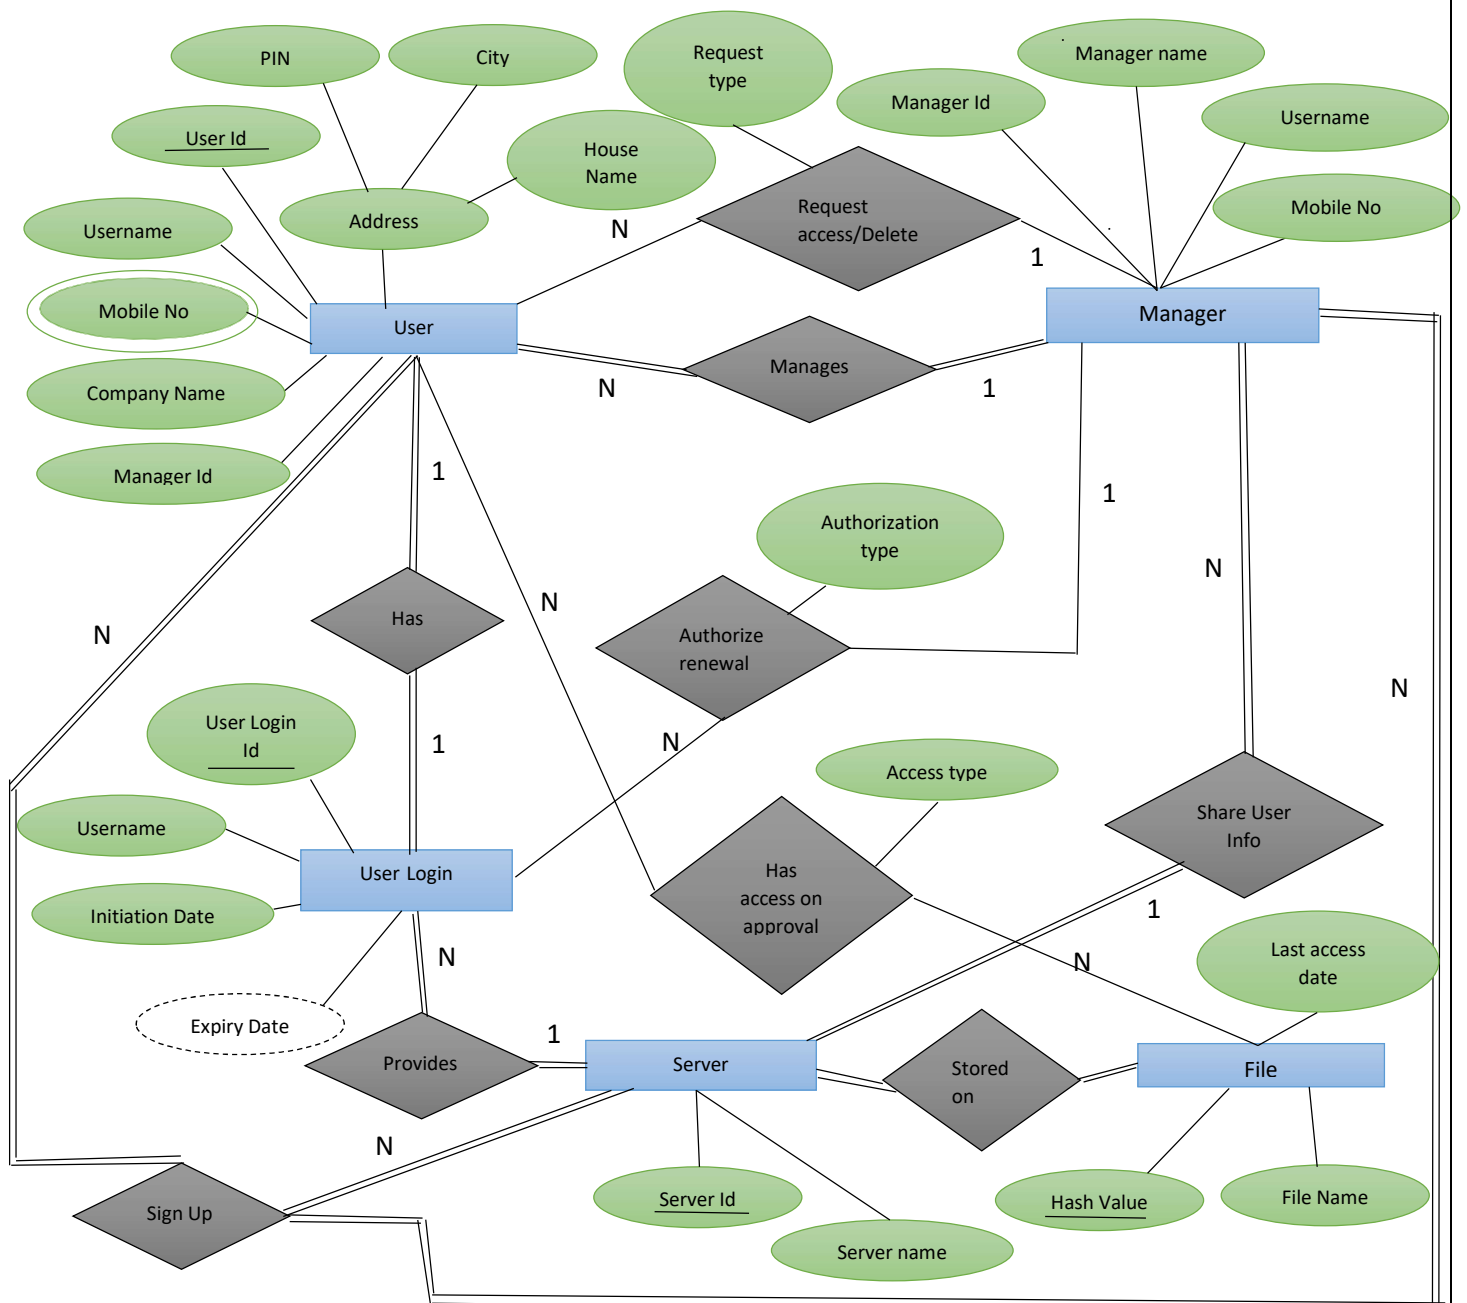 PIN
City
Request
type
Manager name
Manager Id
Username
User Id
House
Name
Mobile No
Address
Username
Request
access/Delete
N
1
Mobile No
User
Manager
Manages
N
1
Company Name
Manager Id
1
1
Authorization
type
N
N
Has
N
Authorize
renewal
N
User Login
Id
1
N
Access type
Username
Share User
Info
User Login
Has
access on
approval
Initiation Date
1
N
N
Last access
date
Expiry Date
1
Provides
Server
Stored
on
File
N
Sign Up
Server Id
Hash Value
File Name
Server name